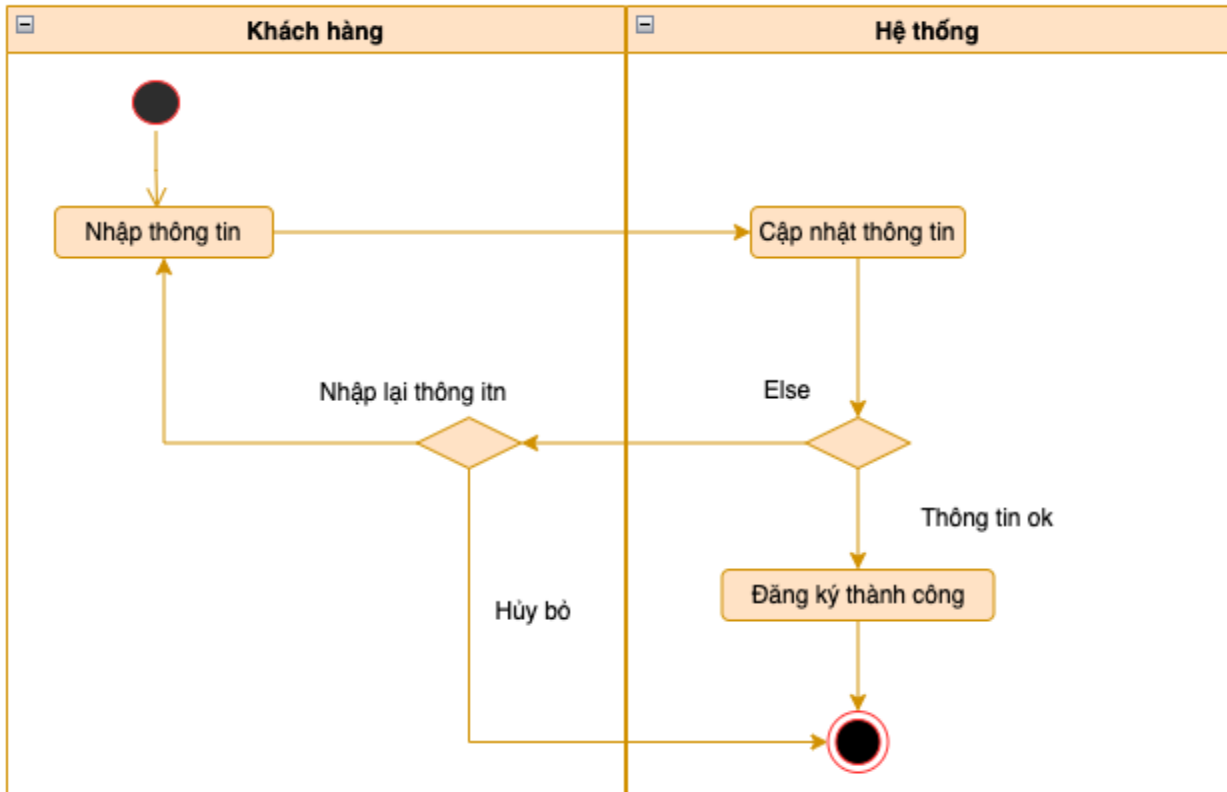 Khách hàng
Hệ thống
Nhập thông tin
Cập nhật thông tin
Nhập lại thông itn
Else
Thông tin ok
Đăng ký thành công
Hủy bỏ